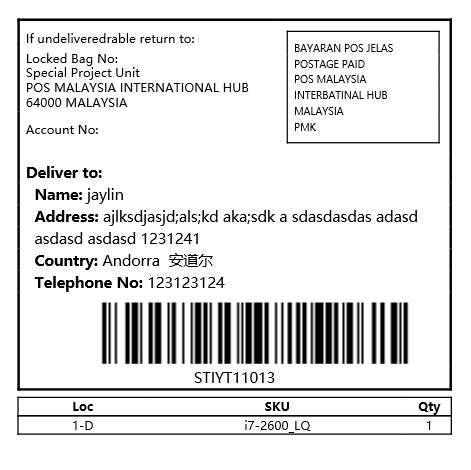 If undeliveredrable return to:
Locked Bag No:
Special Project Unit
POS MALAYSIA INTERNATIONAL HUB
64000 MALAYSIA
Account No:
BAYARAN POS JELAS
POSTAGE PAID
POS MALAYSIA
INTERBATINAL HUB
MALAYSIA
PMK
Deliver to:
Name: jaylin
Address: ajlksdjasjd;als;kd aka;sdk a sdasdasdas adasd
asdasd asdasd 1231241
Country: Andorra 安道尔
Telephone No: 123123124
STIYT11013
Loc SKU Qty
1-D i7-2600_LQ 1